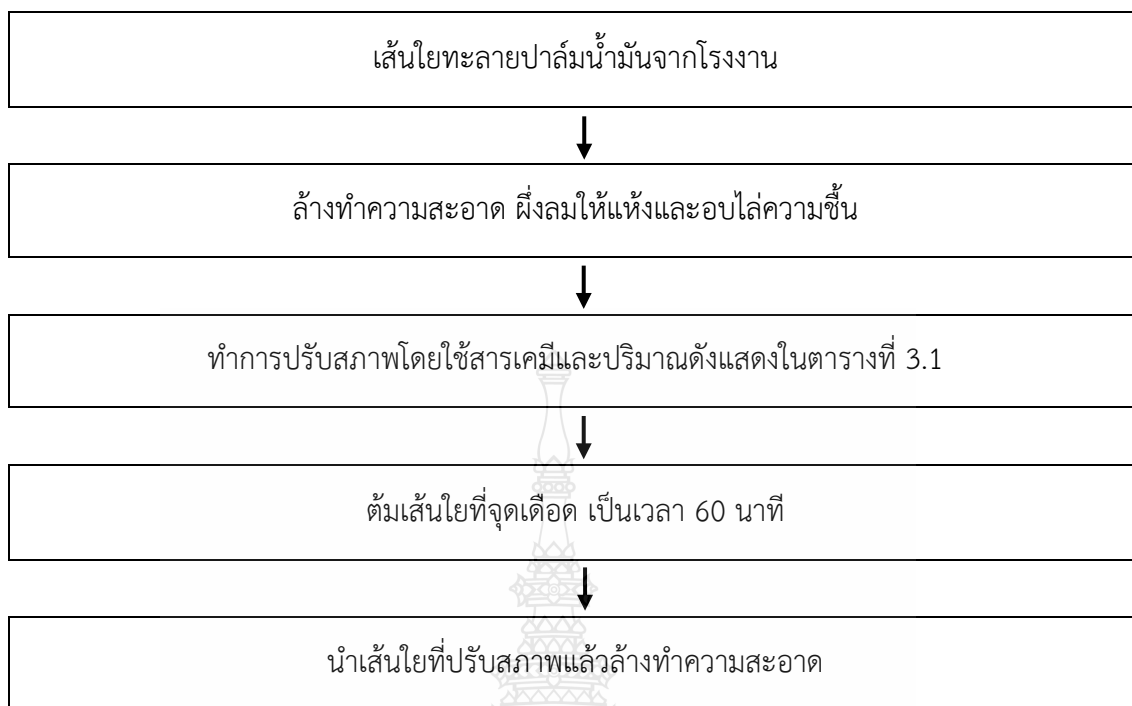 เส้นใยทะลายปาล์มน้ำมันจากโรงงาน
ล้างทำความสะอาด ผึ่งลมให้แห้งและอบไล่ความชื้น
ทำการปรับสภาพโดยใช้สารเคมีและปริมาณดังแสดงในตารางที่ 3.1
ต้มเส้นใยที่จุดเดือด เป็นเวลา 60 นาที
นำเส้นใยที่ปรับสภาพแล้วล้างทำความสะอาด